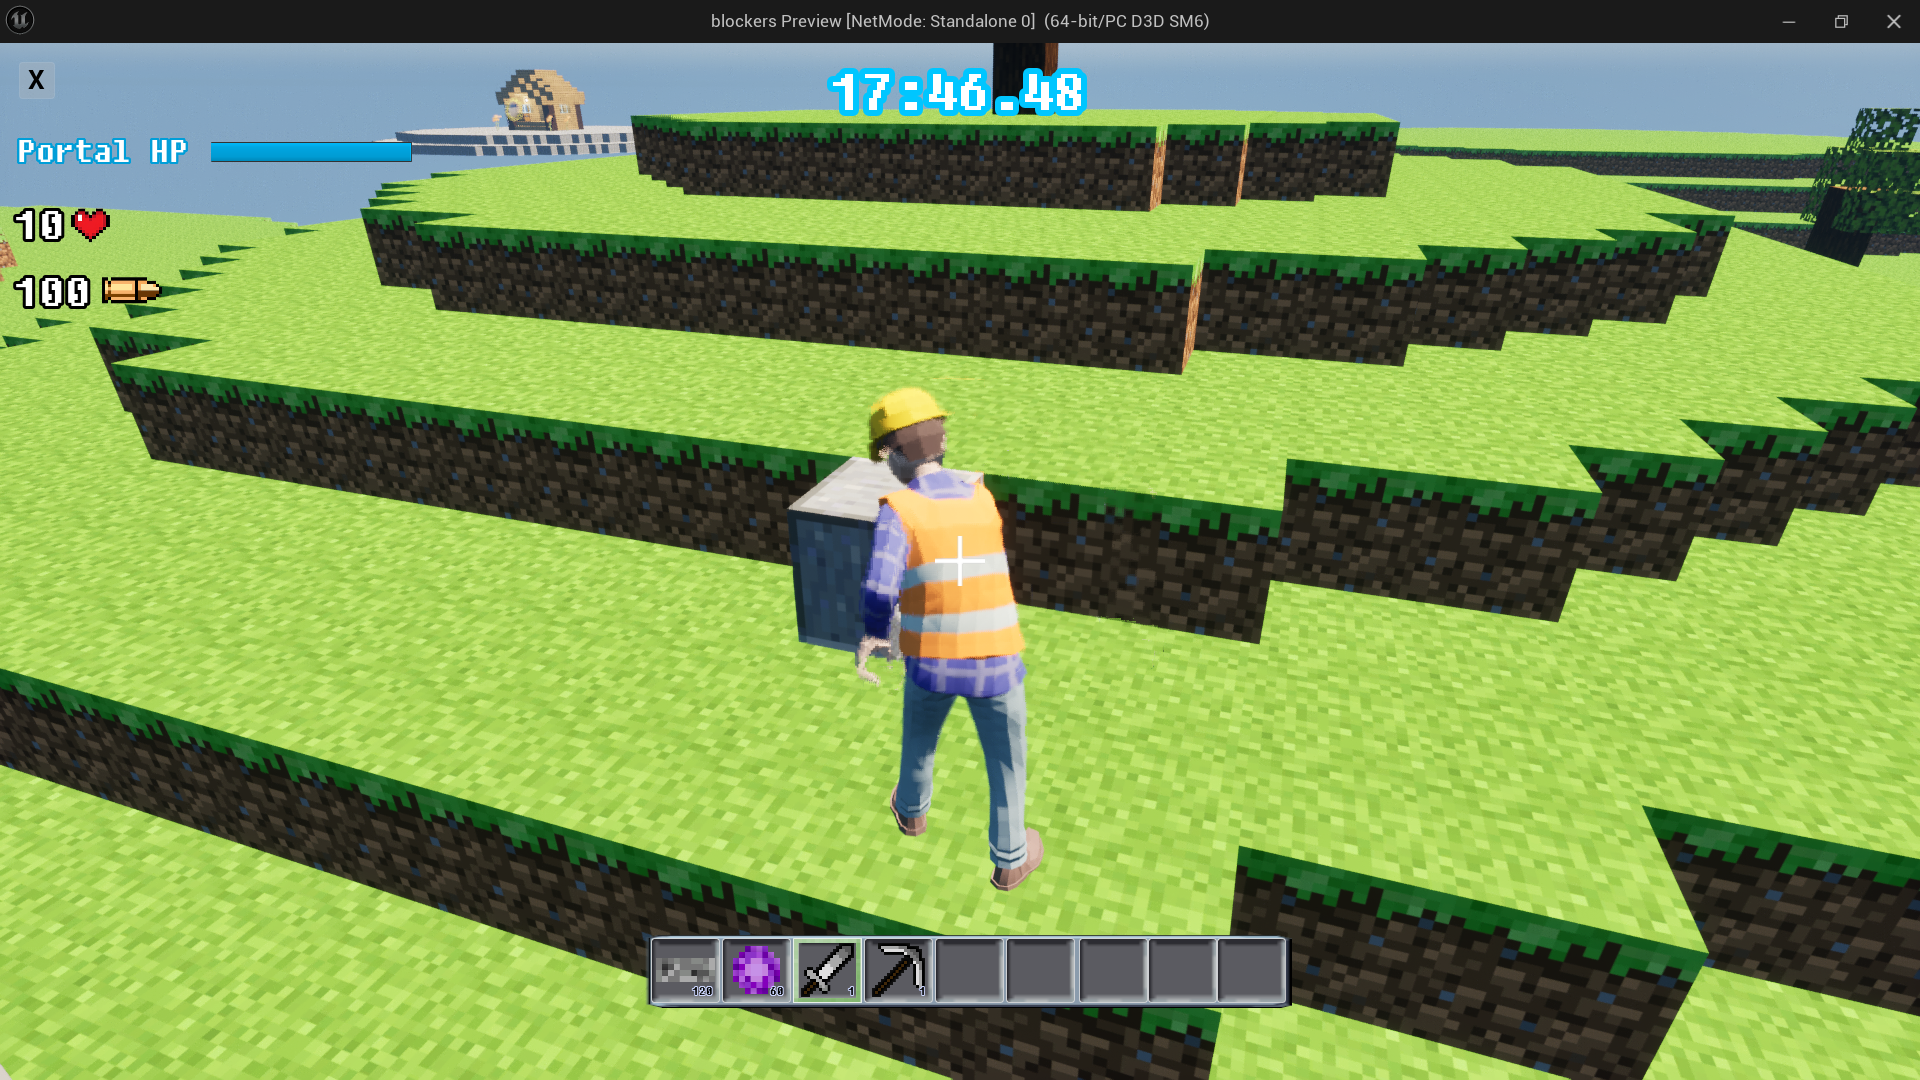 blockers Preview [NetMode: Standalone 0] (64-bit/PC D3D SM6)
X
17:46.48
Portal HP
10
100
120
60
1
1